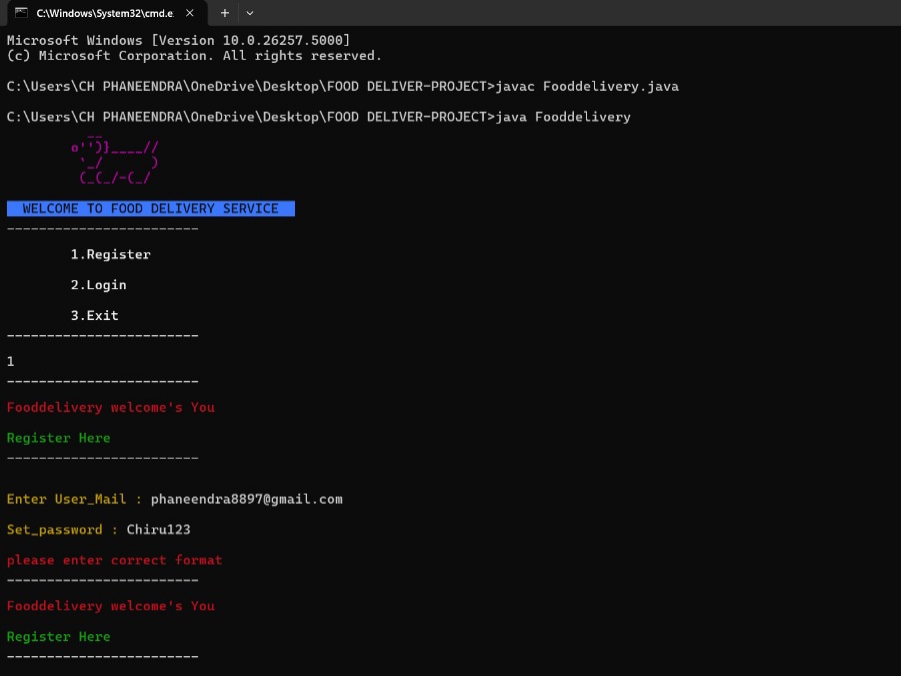 C:\Windows\System32\cmd.e
Microsoft Windows [Version 10.0.26257.5000]
(c) Microsoft Corporation. All rights reserved.
C:\Users\CH PHANEENDRA\OneDrive\Desktop\FOOD DELIVER-PROJECT>javac Fooddelivery.java
C:\Users\CH PHANEENDRA\OneDrive\Desktop\FOOD DELIVER-PROJECT>java Fooddelivery
WELCOME TO FOOD DELIVERY SERVICE
------------------------
1.Register
2.Login
3.Exit
------------------------
1
------------------------
Fooddelivery welcome's You
Register Here
------------------------
Enter User_Mail : phaneendra8897@gmail.com
Set_password : Chiru123
please enter correct format
------------------------
Fooddelivery welcome's You
Register Here
------------------------